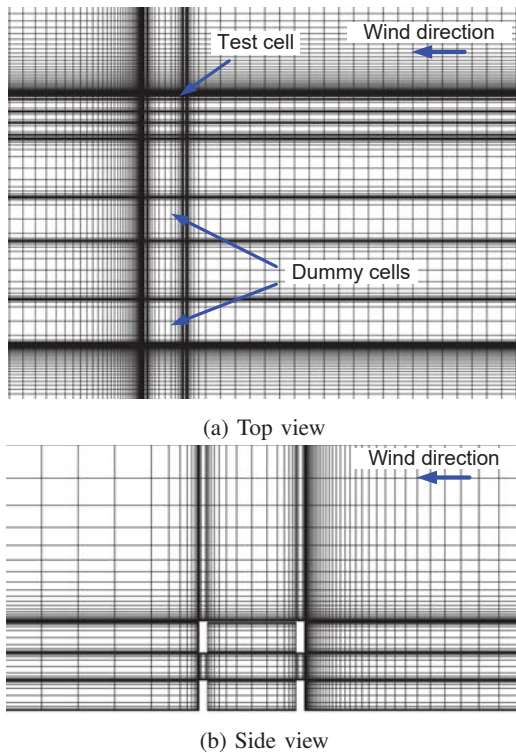 Test cell
Wind direction
Dummy cells
(a) Top view
Wind direction
(b) Side view